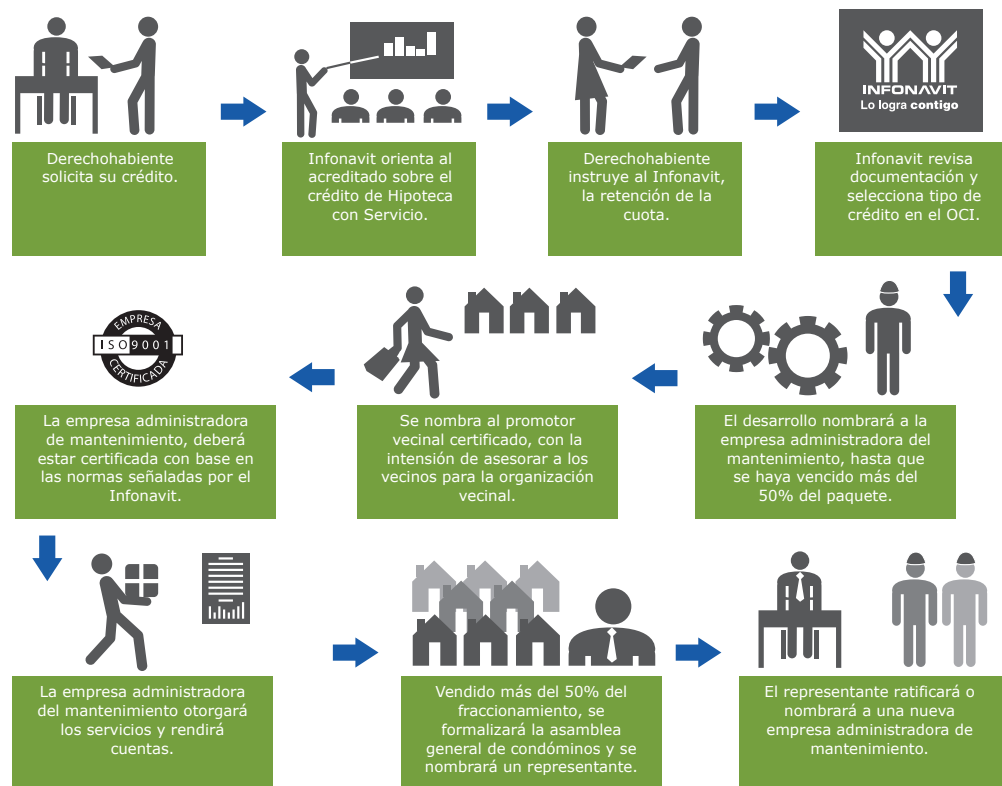 INFONAVIT
Lo logra contigo
Derechohabiente
solicita su crédito.
Infonavit orienta al
acreditado sobre el
crédito de Hipoteca
con Servicio.
Derechohabiente
instruye al Infonavit,
la retención de la
cuota.
Infonavit revisa
documentación y
selecciona tipo de
crédito en el OCI.
El desarrollo nombrará a la
empresa administradora del
mantenimiento, hasta que
se haya vencido más del
50% del paquete.
Se nombra al promotor
vecinal certificado, con la
intensión de asesorar a los
vecinos para la organización
vecinal.
EMPRESA
ISO9001
CERTIFICADA
La empresa administradora
de mantenimiento, deberá
estar certificada con base en
las normas señaladas por el
Infonavit.
La empresa administradora
del mantenimiento otorgará
los servicios y rendirá
cuentas.
Vendido más del 50% del
fraccionamiento, se
formalizará la asamblea
general de condóminos y se
nombrará un representante.
El representante ratificará o
nombrará a una nueva
empresa administradora de
mantenimiento.